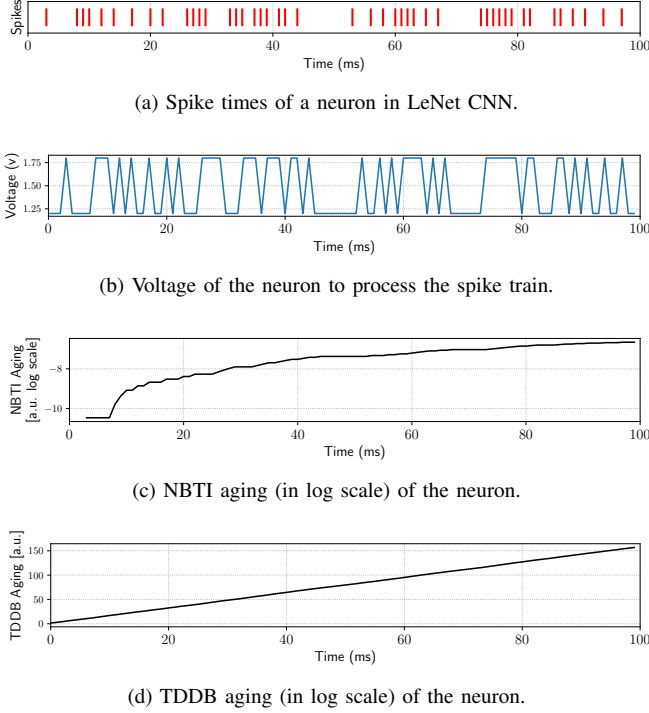 Spikes
0 20 40 60 80 100
Time (ms)
(a) Spike times of a neuron in LeNet CNN.
Voltage (v)
1.75
1.50
1.25
0 20 40 60 80 100
Time (ms)
(b) Voltage of the neuron to process the spike train.
NBTI Aging
[a.u. log scale]
−8
−10
0 20 40 60 80 100
Time (ms)
(c) NBTI aging (in log scale) of the neuron.
TDDB Aging [a.u.]
150
100
50
0
0 20 40 60 80 100
Time (ms)
(d) TDDB aging (in log scale) of the neuron.